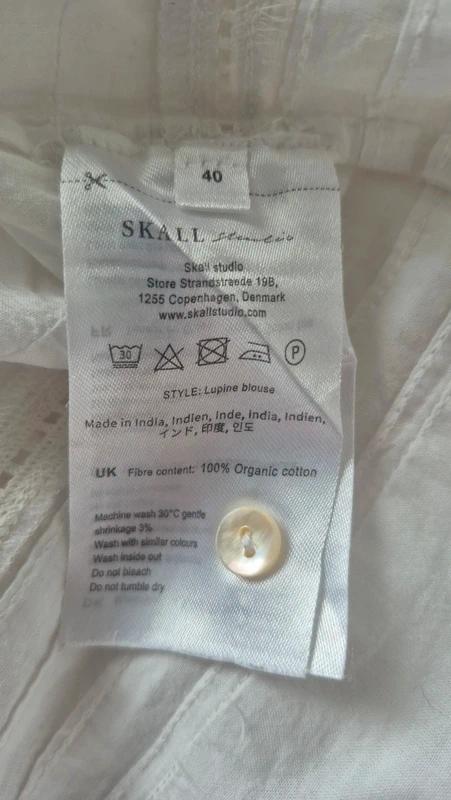 40
SKALL studio
Skall studio
Store Strandstræde 19B,
1255 Copenhagen, Denmark
www.skallstudio.com
30 P
STYLE: Lupine blouse
Made in India, Indien, Inde, India, Indien,
インド, 印度, 인도
UK Fibre content: 100% Organic cotton
Machine wash 30°C gentle
shrinkage 3%
Wash with similar colours
Wash inside out
Do not bleach
Do not tumble dry